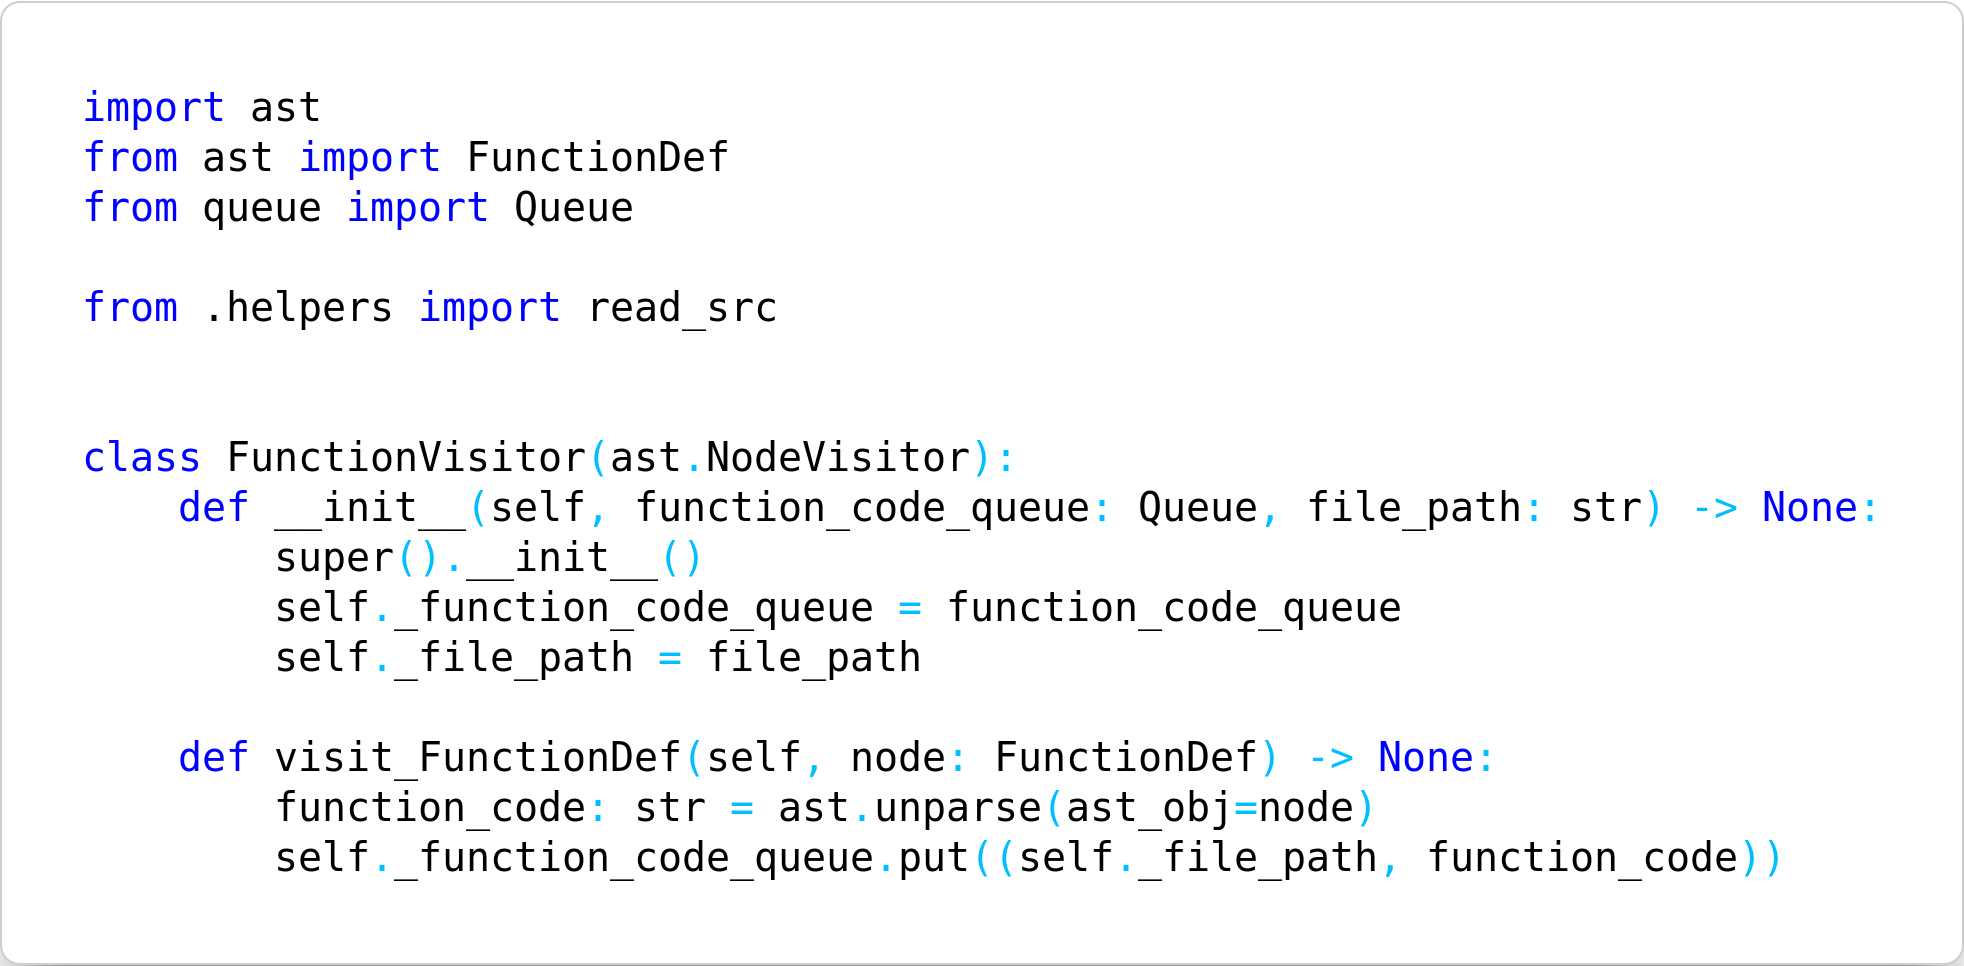 import ast
from ast import FunctionDef
from queue import Queue

from .helpers import read_src


class FunctionVisitor(ast.NodeVisitor):
    def __init__(self, function_code_queue: Queue, file_path: str) -> None:
        super().__init__()
        self._function_code_queue = function_code_queue
        self._file_path = file_path

    def visit_FunctionDef(self, node: FunctionDef) -> None:
        function_code: str = ast.unparse(ast_obj=node)
        self._function_code_queue.put((self._file_path, function_code))